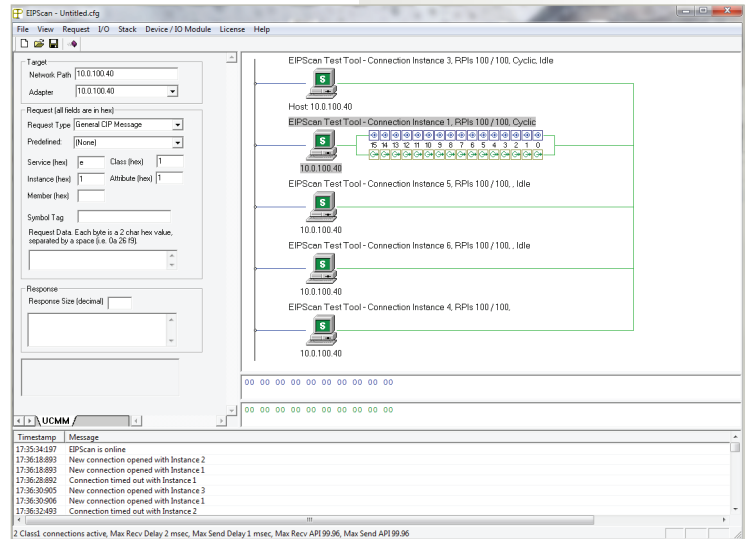 EIPScan - Untitled.cfg
File View Request I/O Stack Device / IO Module License Help
Target
Network Path 10.0.100.40
Adapter 10.0.100.40
Request (all fields are in hex)
Request Type General CIP Message
Predefined: (None)
Service (hex) e Class (hex) 1
Instance (hex) 1 Attribute (hex) 1
Member (hex)
Symbol Tag
Request Data. Each byte is a 2 char hex value,
separated by a space (i.e. 0a 26 f9).
Response
Response Size (decimal)
UCMM
EIPScan Test Tool - Connection Instance 3, RPIs 100 / 100, Cyclic, Idle
S
Host: 10.0.100.40
EIPScan Test Tool - Connection Instance 1, RPIs 100 / 100, Cyclic
S
15 14 13 12 11 10 9 8 7 6 5 4 3 2 1 0
10.0.100.40
EIPScan Test Tool - Connection Instance 5, RPIs 100 / 100, , Idle
S
10.0.100.40
EIPScan Test Tool - Connection Instance 6, RPIs 100 / 100, , Idle
S
10.0.100.40
EIPScan Test Tool - Connection Instance 4, RPIs 100 / 100,
S
10.0.100.40
00 00 00 00 00 00 00 00 00 00
00 00 00 00 00 00 00 00 00 00
Timestamp Message
17:35:34:197 EIPScan is online
17:36:18:893 New connection opened with Instance 2
17:36:18:893 New connection opened with Instance 1
17:36:28:892 Connection timed out with Instance 1
17:36:30:905 New connection opened with Instance 3
17:36:30:906 New connection opened with Instance 1
17:36:32:493 Connection timed out with Instance 2
2 Class1 connections active, Max Recv Delay 2 msec, Max Send Delay 1 msec, Max Recv API 99.96, Max Send API 99.96